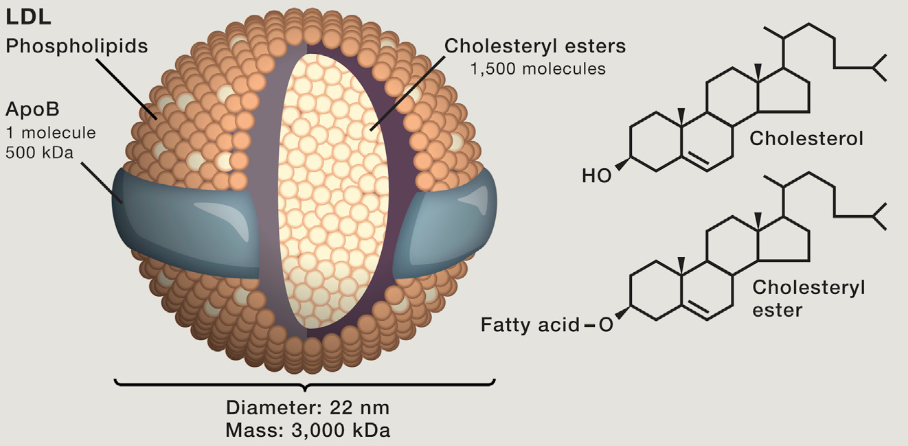 LDL
Phospholipids
ApoB
1 molecule
500 kDa
Cholesteryl esters
1,500 molecules
HO
Cholesterol
Cholesteryl
ester
Fatty acid – O
Diameter: 22 nm
Mass: 3,000 kDa